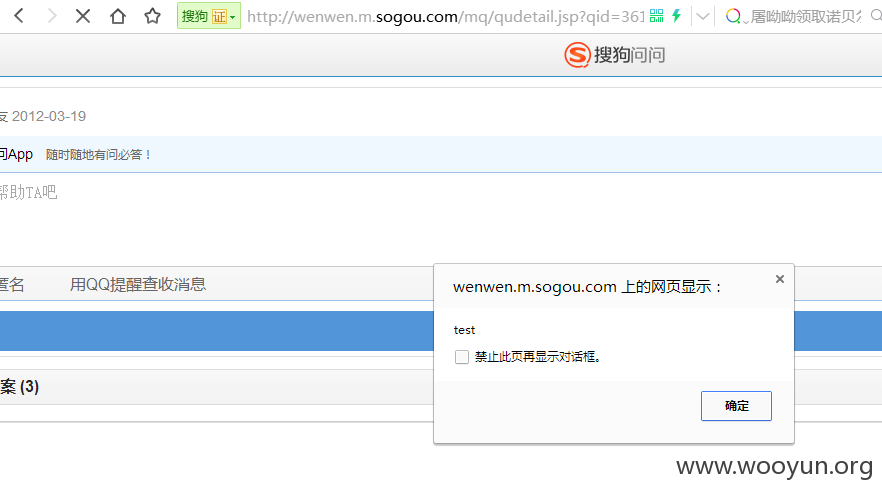 搜狗 证 http://wenwen.m.sogou.com/mq/qudetail.jsp?qid=361 屠呦呦领取诺贝
搜狗问问
友 2012-03-19
问App 随时随地有问必答！
帮助TA吧
匿名 用QQ提醒查收消息
wenwen.m.sogou.com 上的网页显示：
test
禁止此页再显示对话框。
案 (3)
确定
www.wooyun.org